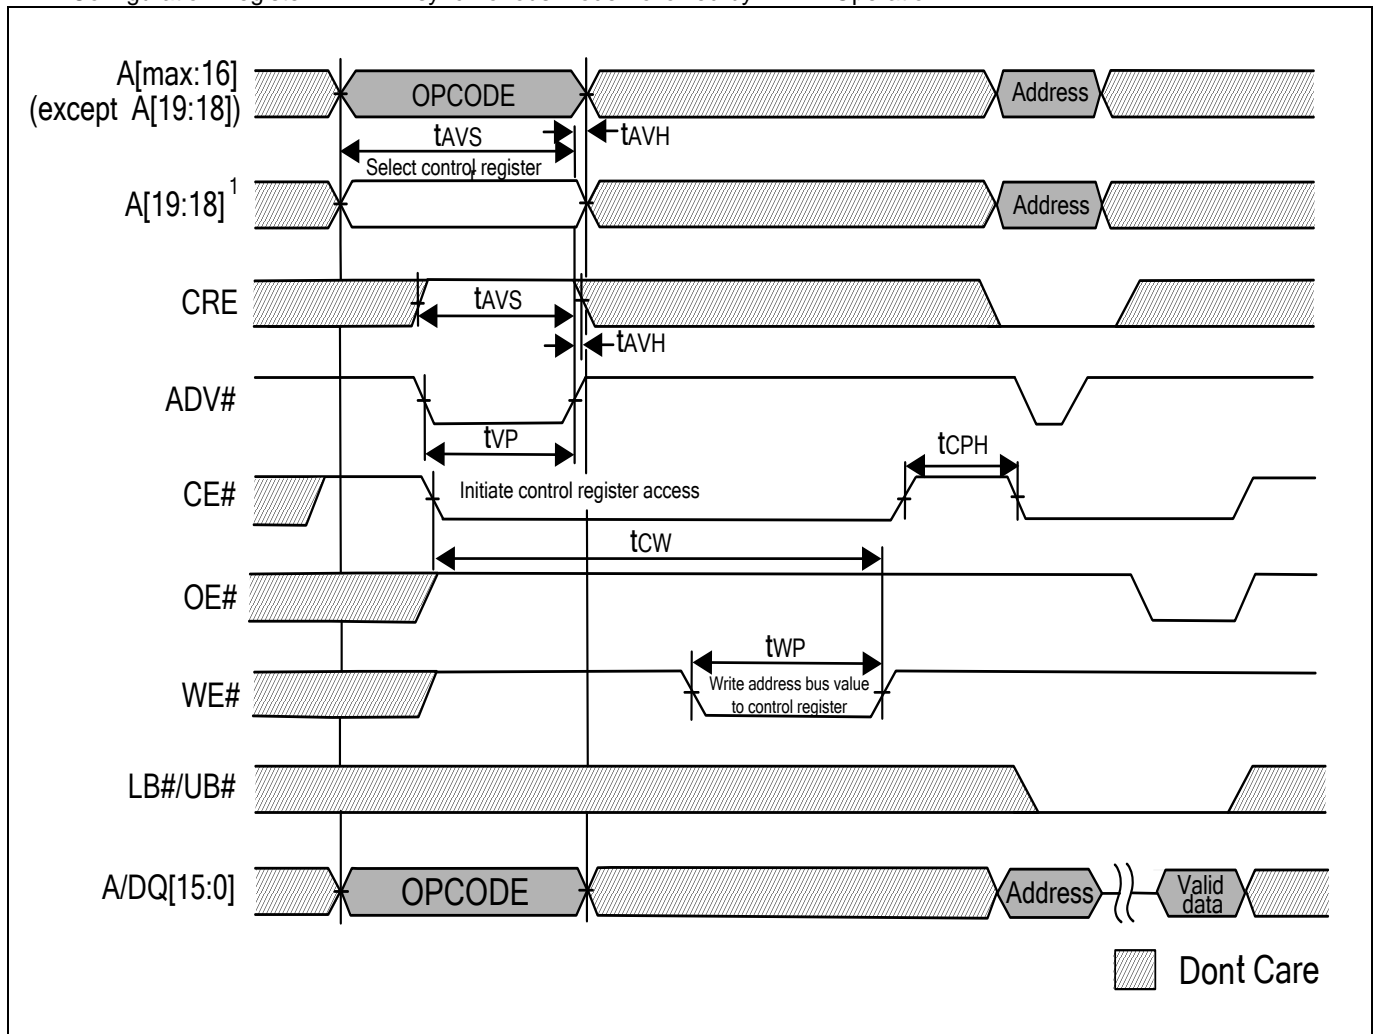 A[max:16]
(except A[19:18])
OPCODE
Address
tAVS
tAVH
Select control register
A[19:18] 1
Address
CRE
tAVS
tAVH
ADV#
tVP
tCPH
CE#
Initiate control register access
tCW
OE#
tWP
WE#
Write address bus value
to control register
LB#/UB#
A/DQ[15:0]
OPCODE
Address
Valid
data
Dont Care